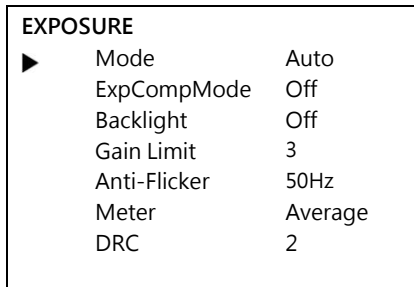 EXPOSURE
▶ Mode Auto
ExpCompMode Off
Backlight Off
Gain Limit 3
Anti-Flicker 50Hz
Meter Average
DRC 2